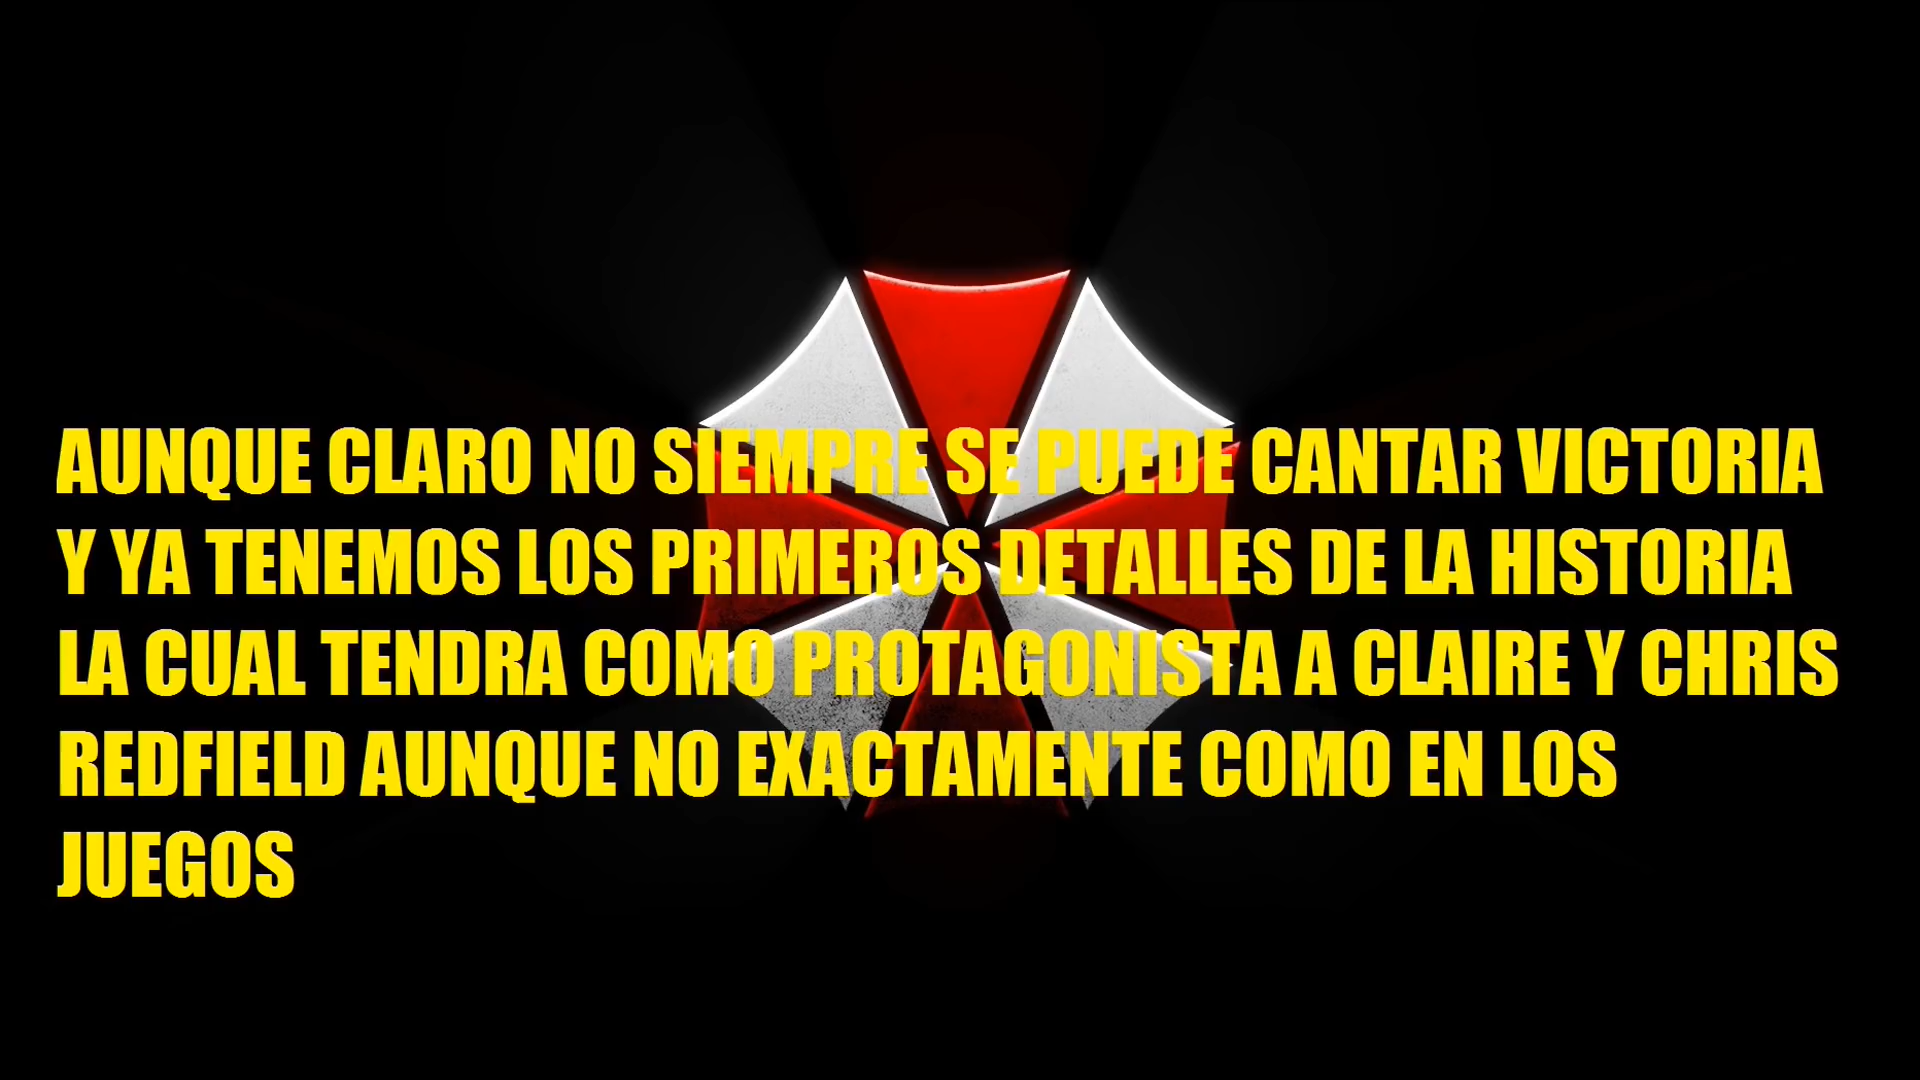 AUNQUE CLARO NO SIEMPRE SE PUEDE CANTAR VICTORIA
Y YA TENEMOS LOS PRIMEROS DETALLES DE LA HISTORIA
LA CUAL TENDRA COMO PROTAGONISTA A CLAIRE Y CHRIS
REDFIELD AUNQUE NO EXACTAMENTE COMO EN LOS
JUEGOS